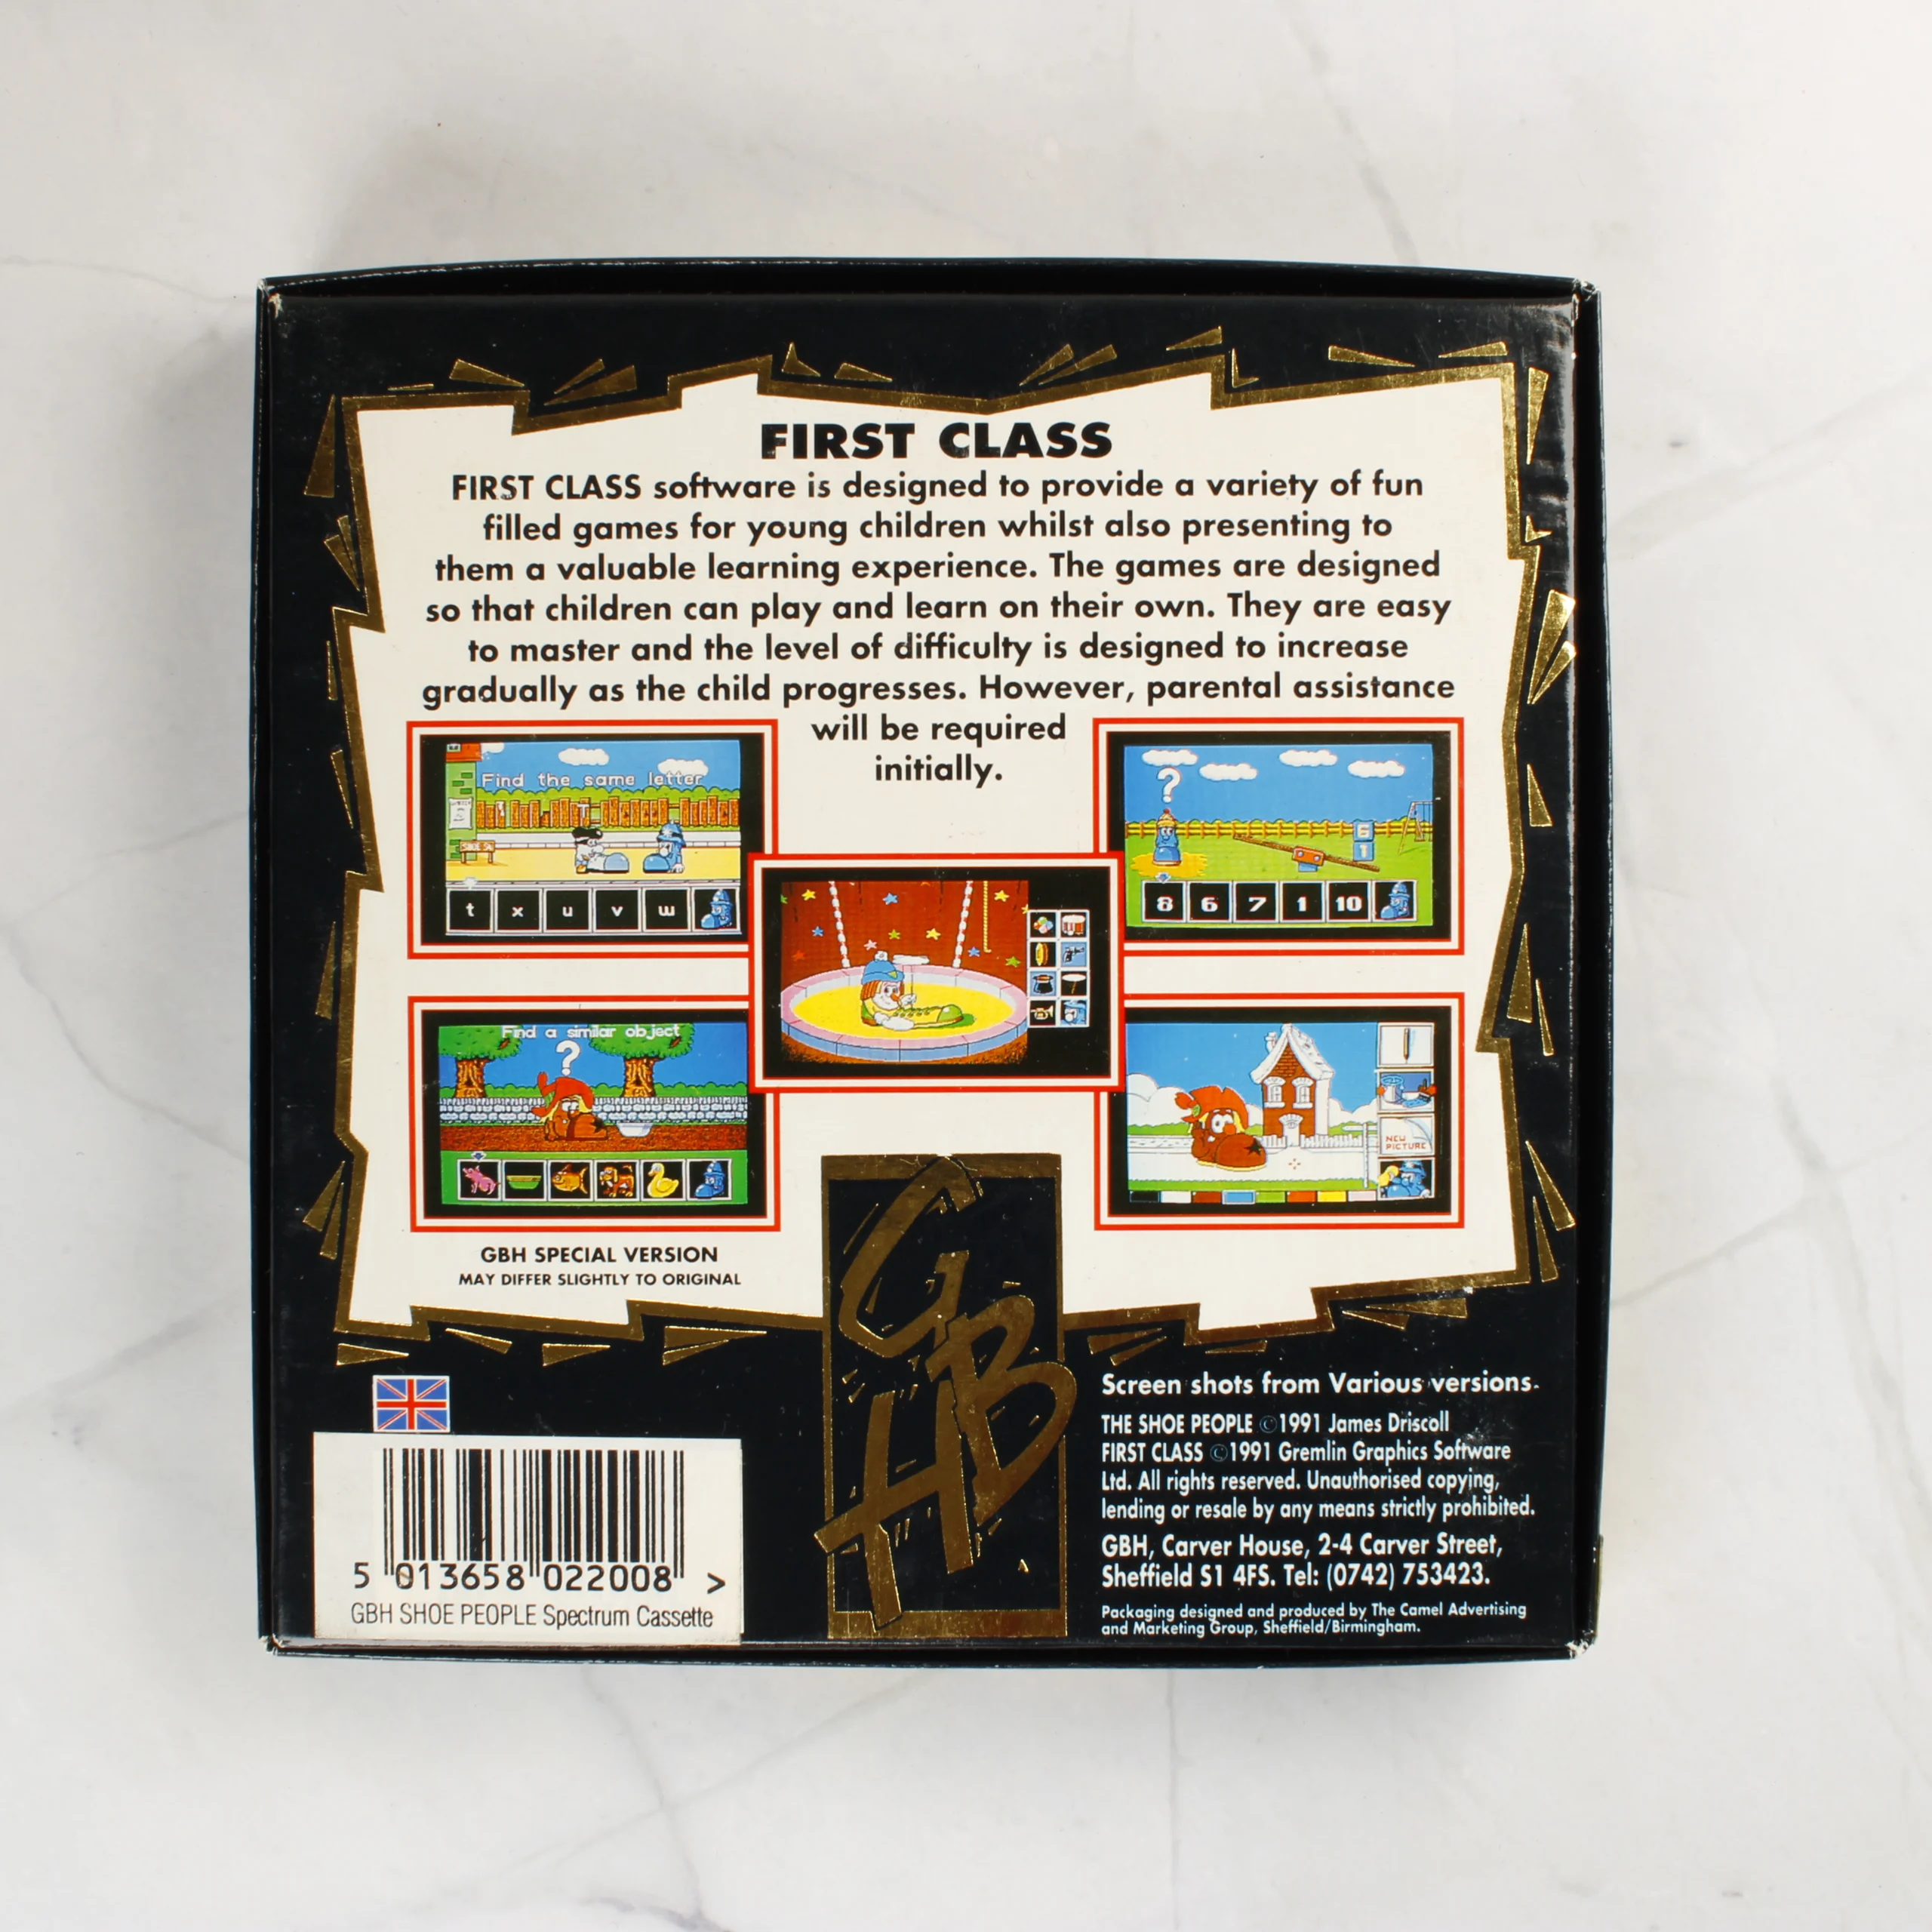 FIRST CLASS
FIRST CLASS software is designed to provide a variety of fun
filled games for young children whilst also presenting to
them a valuable learning experience. The games are designed
so that children can play and learn on their own. They are easy
to master and the level of difficulty is designed to increase
gradually as the child progresses. However, parental assistance
will be required
initially.
Find the same letter
t x u v w
?
8 6 7 1 10
Find a similar object
?
NEW
PICTURE
GBH SPECIAL VERSION
MAY DIFFER SLIGHTLY TO ORIGINAL
GBH
Screen shots from Various versions.
THE SHOE PEOPLE ©1991 James Driscoll
FIRST CLASS ©1991 Gremlin Graphics Software
Ltd. All rights reserved. Unauthorised copying,
lending or resale by any means strictly prohibited.
GBH, Carver House, 2-4 Carver Street,
Sheffield S1 4FS. Tel: (0742) 753423.
Packaging designed and produced by The Camel Advertising
and Marketing Group, Sheffield/Birmingham.
5 013658 022008 >
GBH SHOE PEOPLE Spectrum Cassette